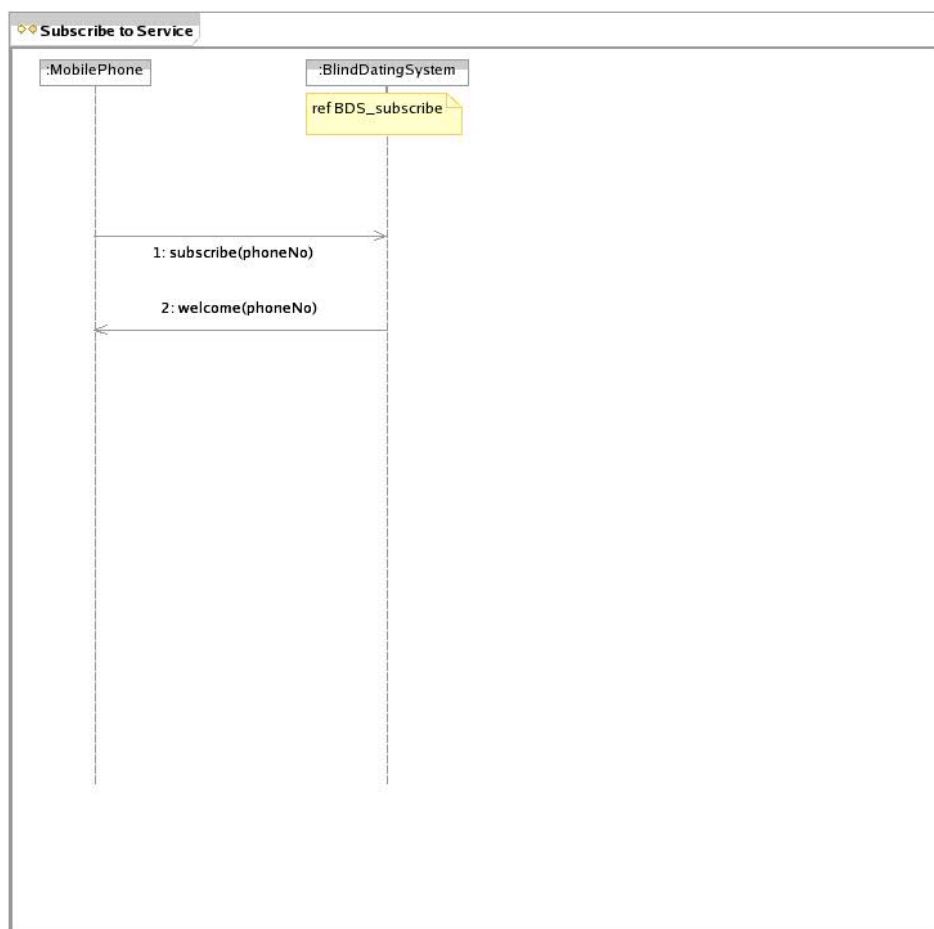 Subscribe to Service
:MobilePhone
:BlindDatingSystem
ref BDS_subscribe
1: subscribe(phoneNo)
2: welcome(phoneNo)